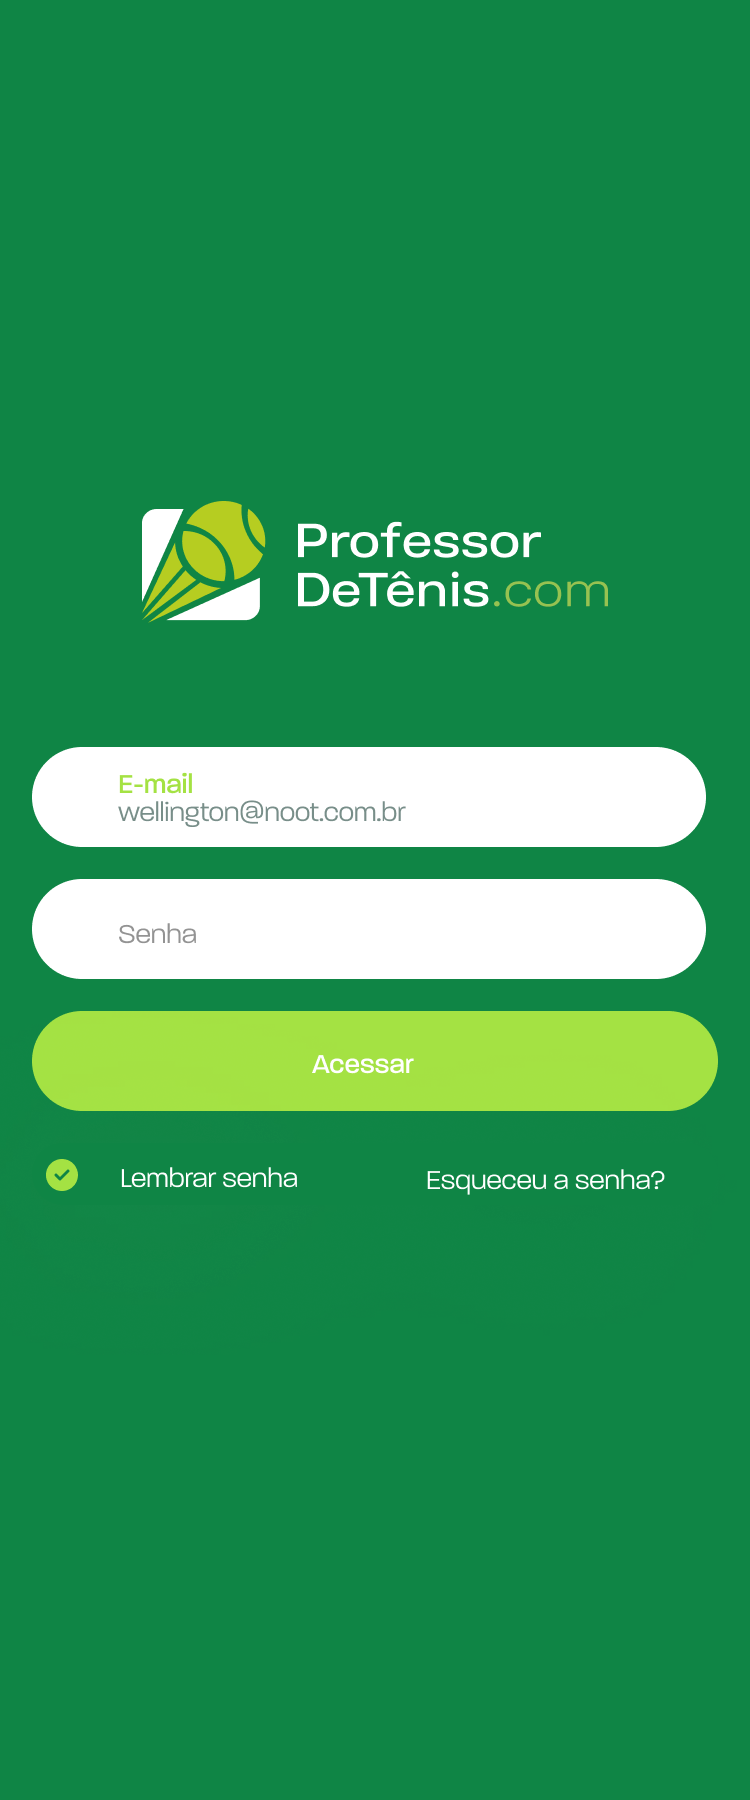 Professor
DeTênis.com
E-mail
wellington@noot.com.br
Senha
Acessar
Lembrar senha
Esqueceu a senha?